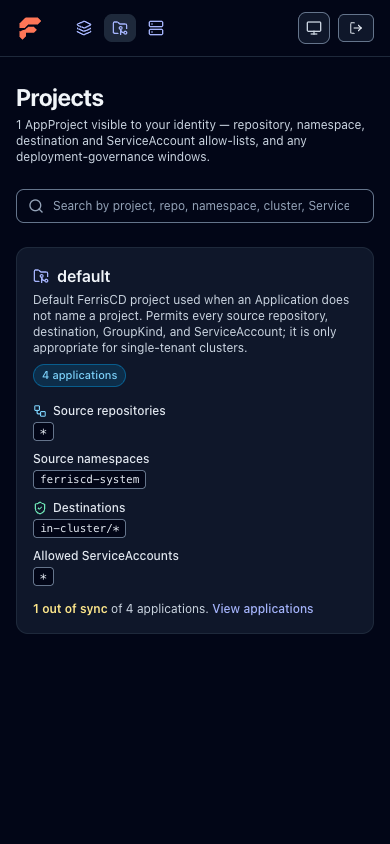 Projects
1 AppProject visible to your identity — repository, namespace,
destination and ServiceAccount allow-lists, and any
deployment-governance windows.
Search by project, repo, namespace, cluster, Service
default
Default FerrisCD project used when an Application does
not name a project. Permits every source repository,
destination, GroupKind, and ServiceAccount; it is only
appropriate for single-tenant clusters.
4 applications
Source repositories
*
Source namespaces
ferriscd-system
Destinations
in-cluster/*
Allowed ServiceAccounts
*
1 out of sync of 4 applications. View applications